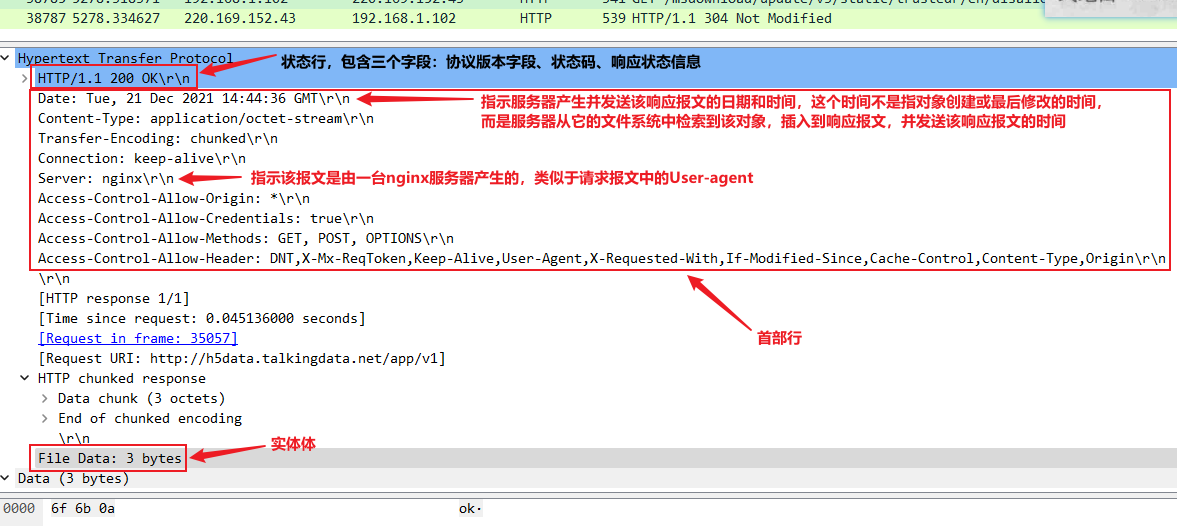 38787 5278.334627 220.169.152.43 192.168.1.102 HTTP 539 HTTP/1.1 304 Not Modified
Hypertext Transfer Protocol
状态行，包含三个字段：协议版本字段、状态码、响应状态信息
HTTP/1.1 200 OK\r\n
Date: Tue, 21 Dec 2021 14:44:36 GMT\r\n
指示服务器产生并发送该响应报文的日期和时间，这个时间不是指对象创建或最后修改的时间，
而是服务器从它的文件系统中检索到该对象，插入到响应报文，并发送该响应报文的时间
Content-Type: application/octet-stream\r\n
Transfer-Encoding: chunked\r\n
Connection: keep-alive\r\n
Server: nginx\r\n
指示该报文是由一台nginx服务器产生的，类似于请求报文中的User-agent
Access-Control-Allow-Origin: *\r\n
Access-Control-Allow-Credentials: true\r\n
Access-Control-Allow-Methods: GET, POST, OPTIONS\r\n
Access-Control-Allow-Header: DNT,X-Mx-ReqToken,Keep-Alive,User-Agent,X-Requested-With,If-Modified-Since,Cache-Control,Content-Type,Origin\r\n
\r\n
[HTTP response 1/1]
[Time since request: 0.045136000 seconds]
[Request in frame: 35057]
首部行
[Request URI: http://h5data.talkingdata.net/app/v1]
HTTP chunked response
Data chunk (3 octets)
End of chunked encoding
\r\n
实体体
File Data: 3 bytes
Data (3 bytes)
0000 6f 6b 0a ok·